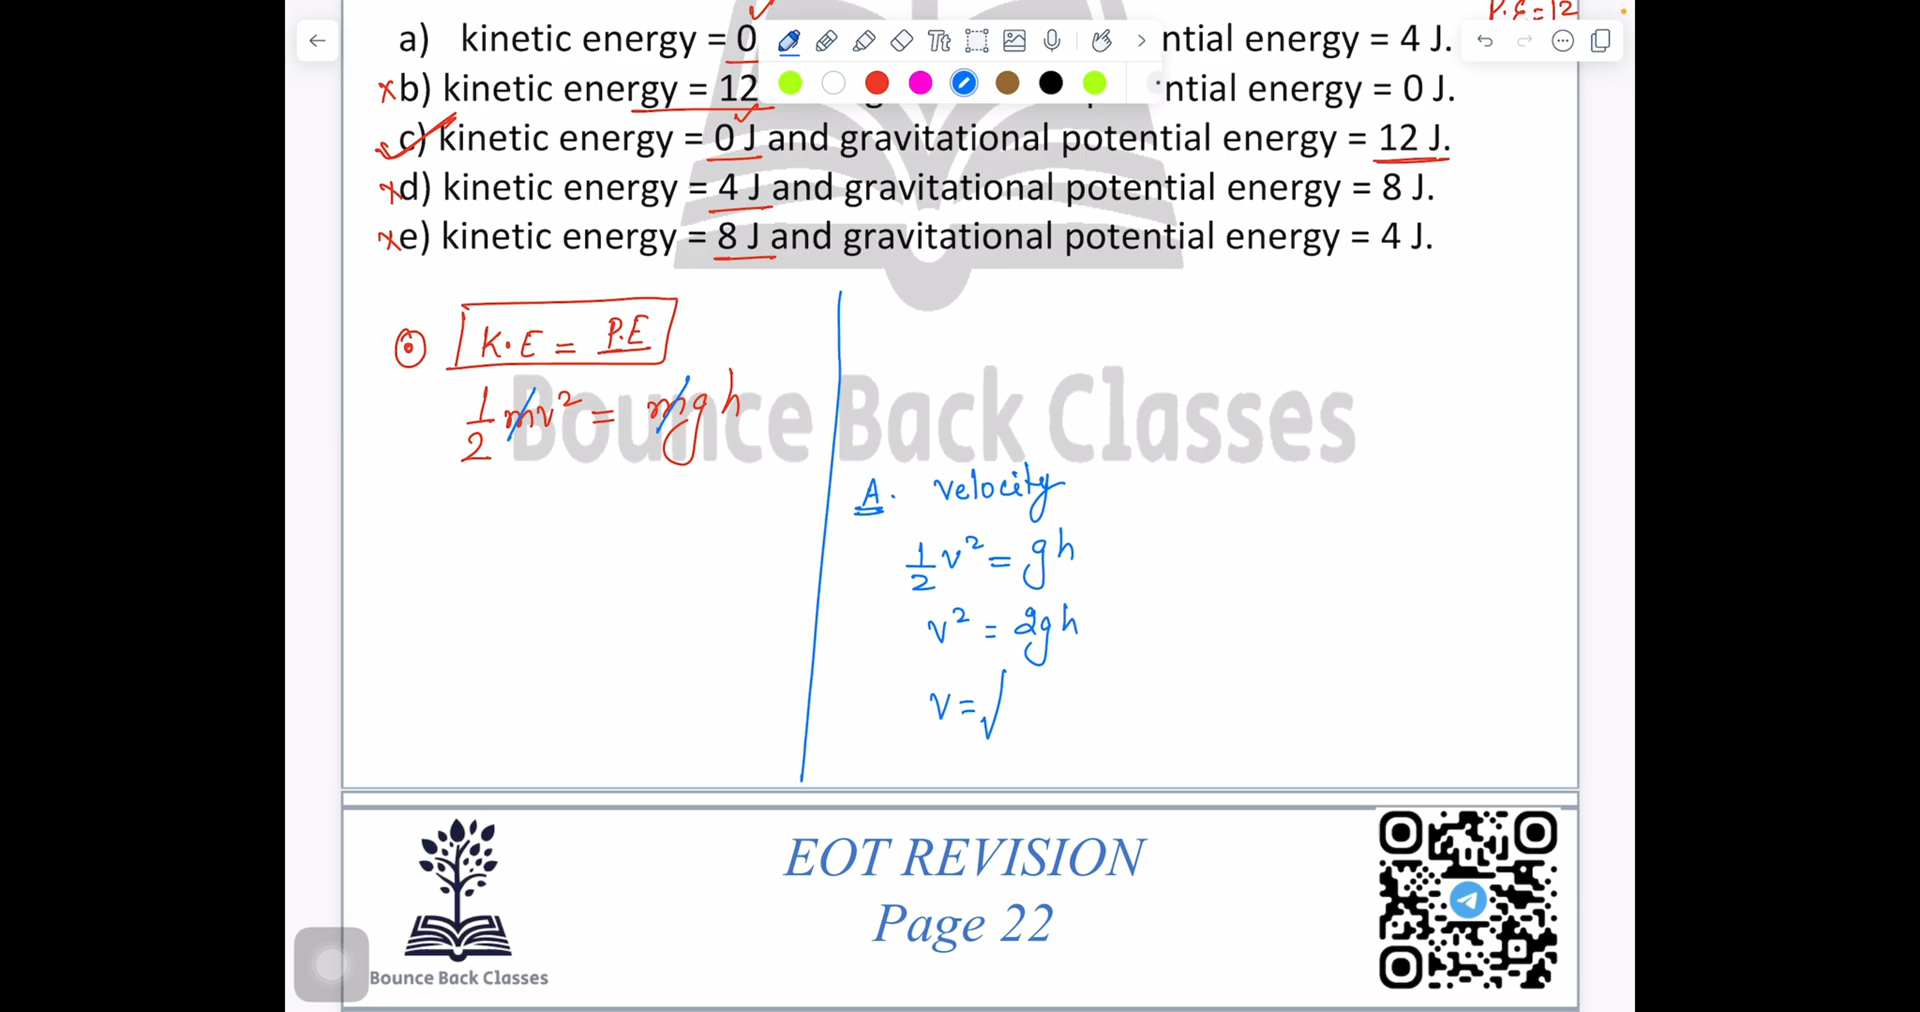 P.E=12
a) kinetic energy = 0 ntial energy = 4 J.
b) kinetic energy = 12 ntial energy = 0 J.
c) kinetic energy = 0 J and gravitational potential energy = 12 J.
d) kinetic energy = 4 J and gravitational potential energy = 8 J.
e) kinetic energy = 8 J and gravitational potential energy = 4 J.
K.E = P.E
1/2 mv² = mgh
Bounce Back Classes
A. velocity
1/2 v² = gh
v² = 2gh
v = √
EOT REVISION
Page 22
Bounce Back Classes